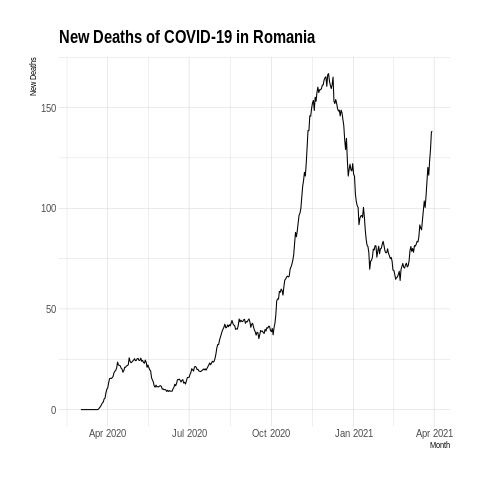 New Deaths of COVID-19 in Romania
New Deaths
150
100
50
0
Apr 2020 Jul 2020 Oct 2020 Jan 2021 Apr 2021
Month